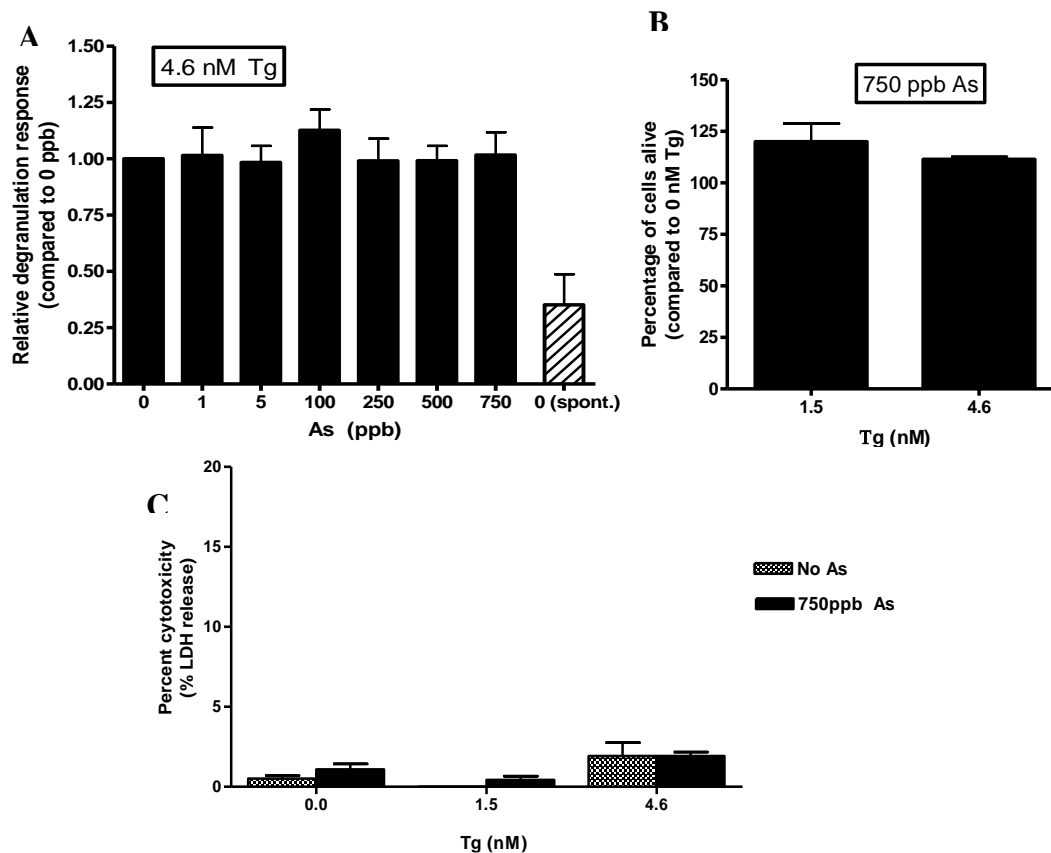 A
4.6 nM Tg
Relative degranulation response
(compared to 0 ppb)
1.50
1.25
1.00
0.75
0.50
0.25
0.00
0 1 5 100 250 500 750 0 (spont.)
As (ppb)
B
750 ppb As
Percentage of cells alive
(compared to 0 nM Tg)
150
125
100
75
50
25
0
1.5 4.6
Tg (nM)
C
Percent cytotoxicity
(% LDH release)
20
15
10
5
0
0.0 1.5 4.6
Tg (nM)
No As
750ppb As